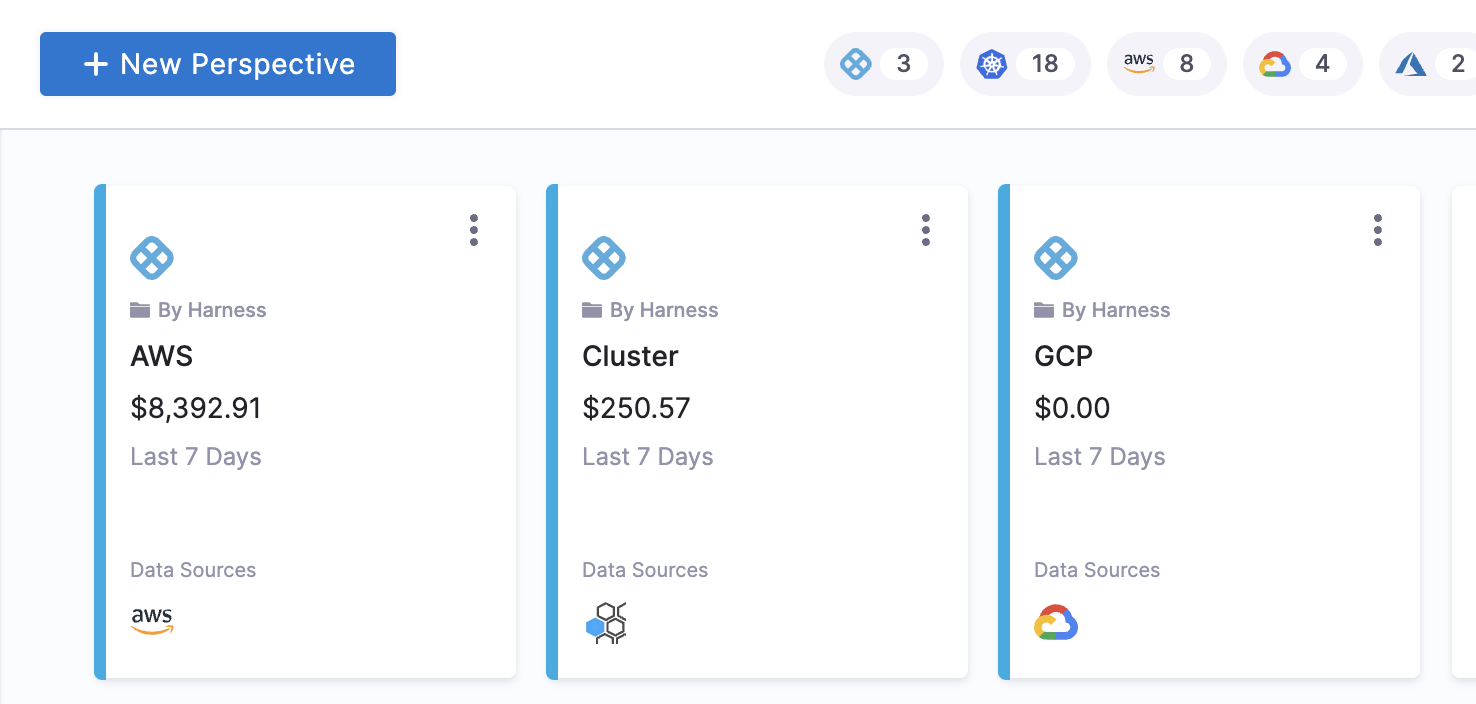 + New Perspective
3
18
aws 8
4
2
By Harness
AWS
$8,392.91
Last 7 Days
Data Sources
aws
By Harness
Cluster
$250.57
Last 7 Days
Data Sources
By Harness
GCP
$0.00
Last 7 Days
Data Sources